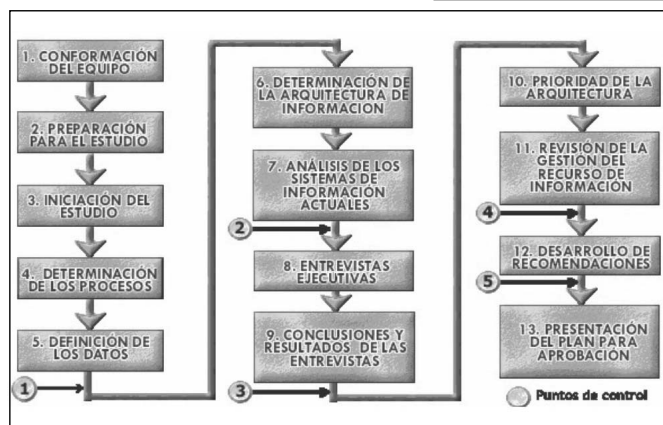 1. CONFORMACIÓN
DEL EQUIPO
2. PREPARACIÓN
PARA EL ESTUDIO
3. INICIACIÓN DEL
ESTUDIO
4. DETERMINACIÓN
DE LOS PROCESOS
5. DEFINICIÓN DE
LOS DATOS
1
6. DETERMINACIÓN DE
LA ARQUITECTURA DE
INFORMACION
7. ANÁLISIS DE LOS
SISTEMAS DE
INFORMACIÓN
ACTUALES
2
8. ENTREVISTAS
EJECUTIVAS
9. CONCLUSIONES Y
RESULTADOS DE LAS
ENTREVISTAS
3
10. PRIORIDAD DE LA
ARQUITECTURA
11. REVISIÓN DE LA
GESTIÓN DEL
RECURSO DE
INFORMACIÓN
4
12. DESARROLLO DE
RECOMENDACIONES
5
13. PRESENTACIÓN
DEL PLAN PARA
APROBACIÓN
Puntos de control